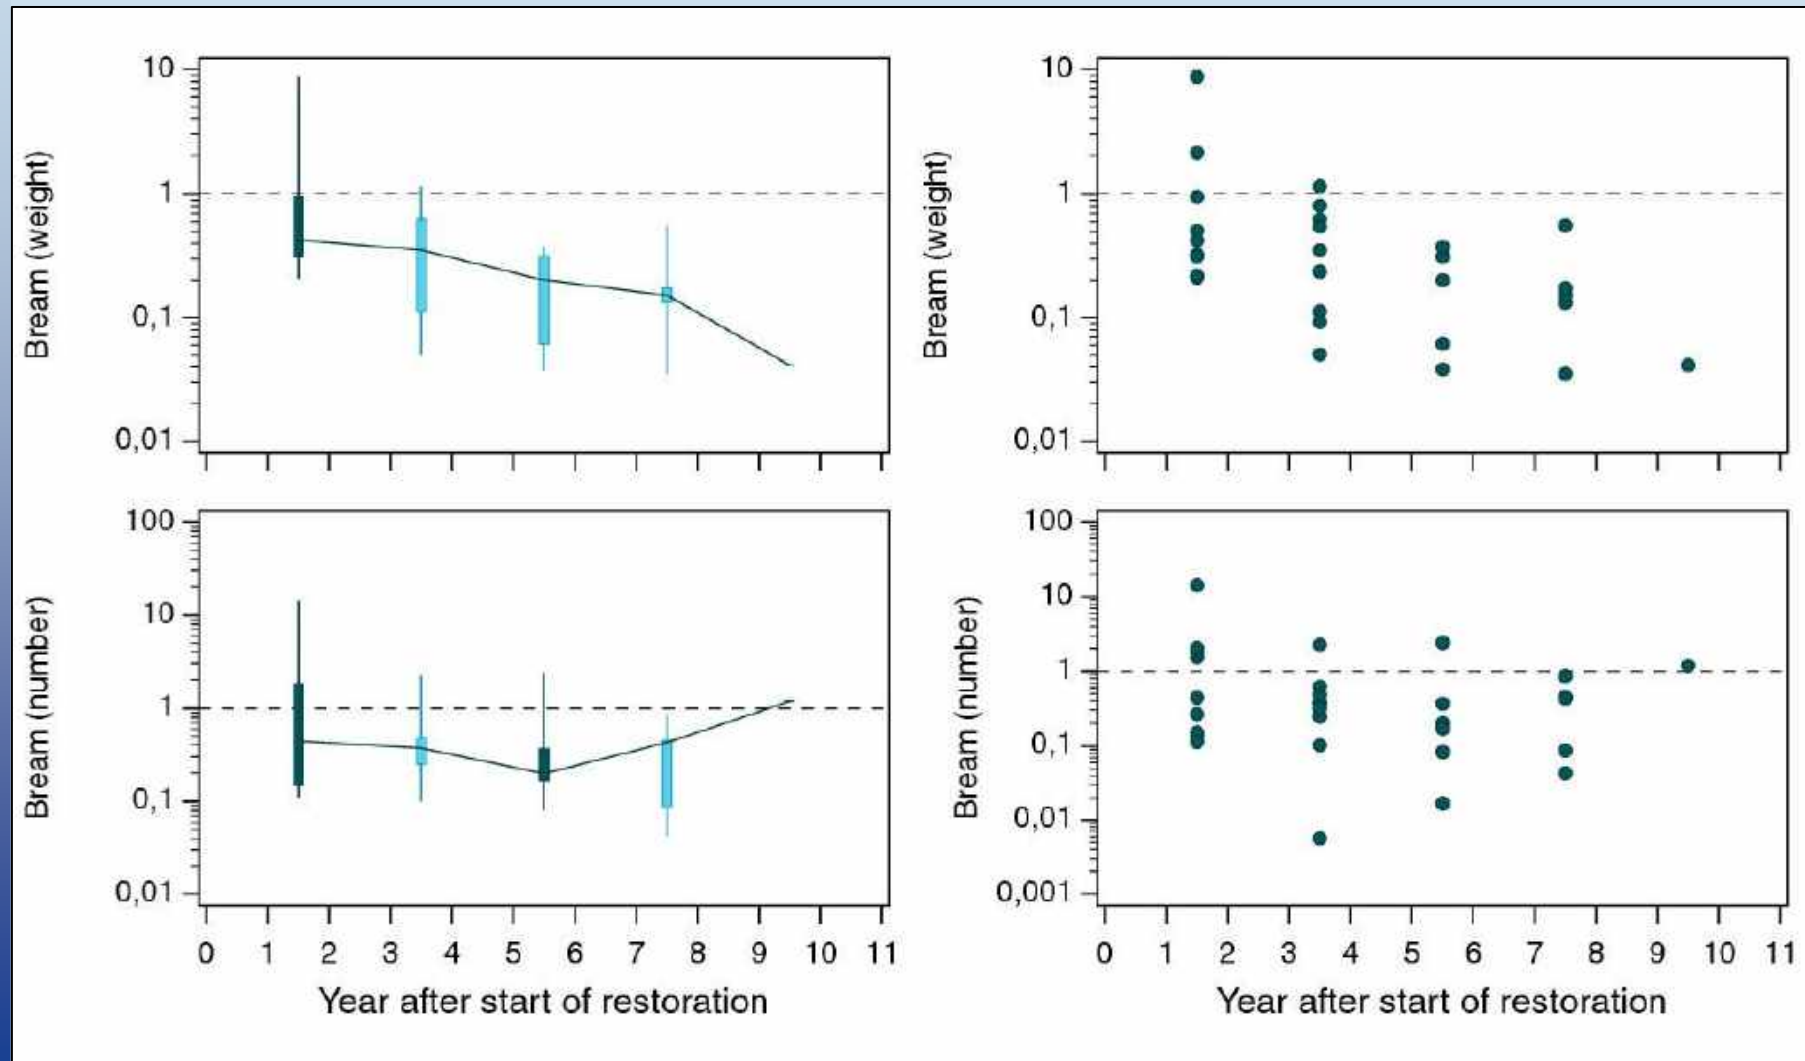 10
1
0,1
0,01
Bream (weight)
10
1
0,1
0,01
Bream (weight)
100
10
1
0,1
0,01
Bream (number)
0 1 2 3 4 5 6 7 8 9 10 11
Year after start of restoration
100
10
1
0,1
0,01
0,001
Bream (number)
0 1 2 3 4 5 6 7 8 9 10 11
Year after start of restoration